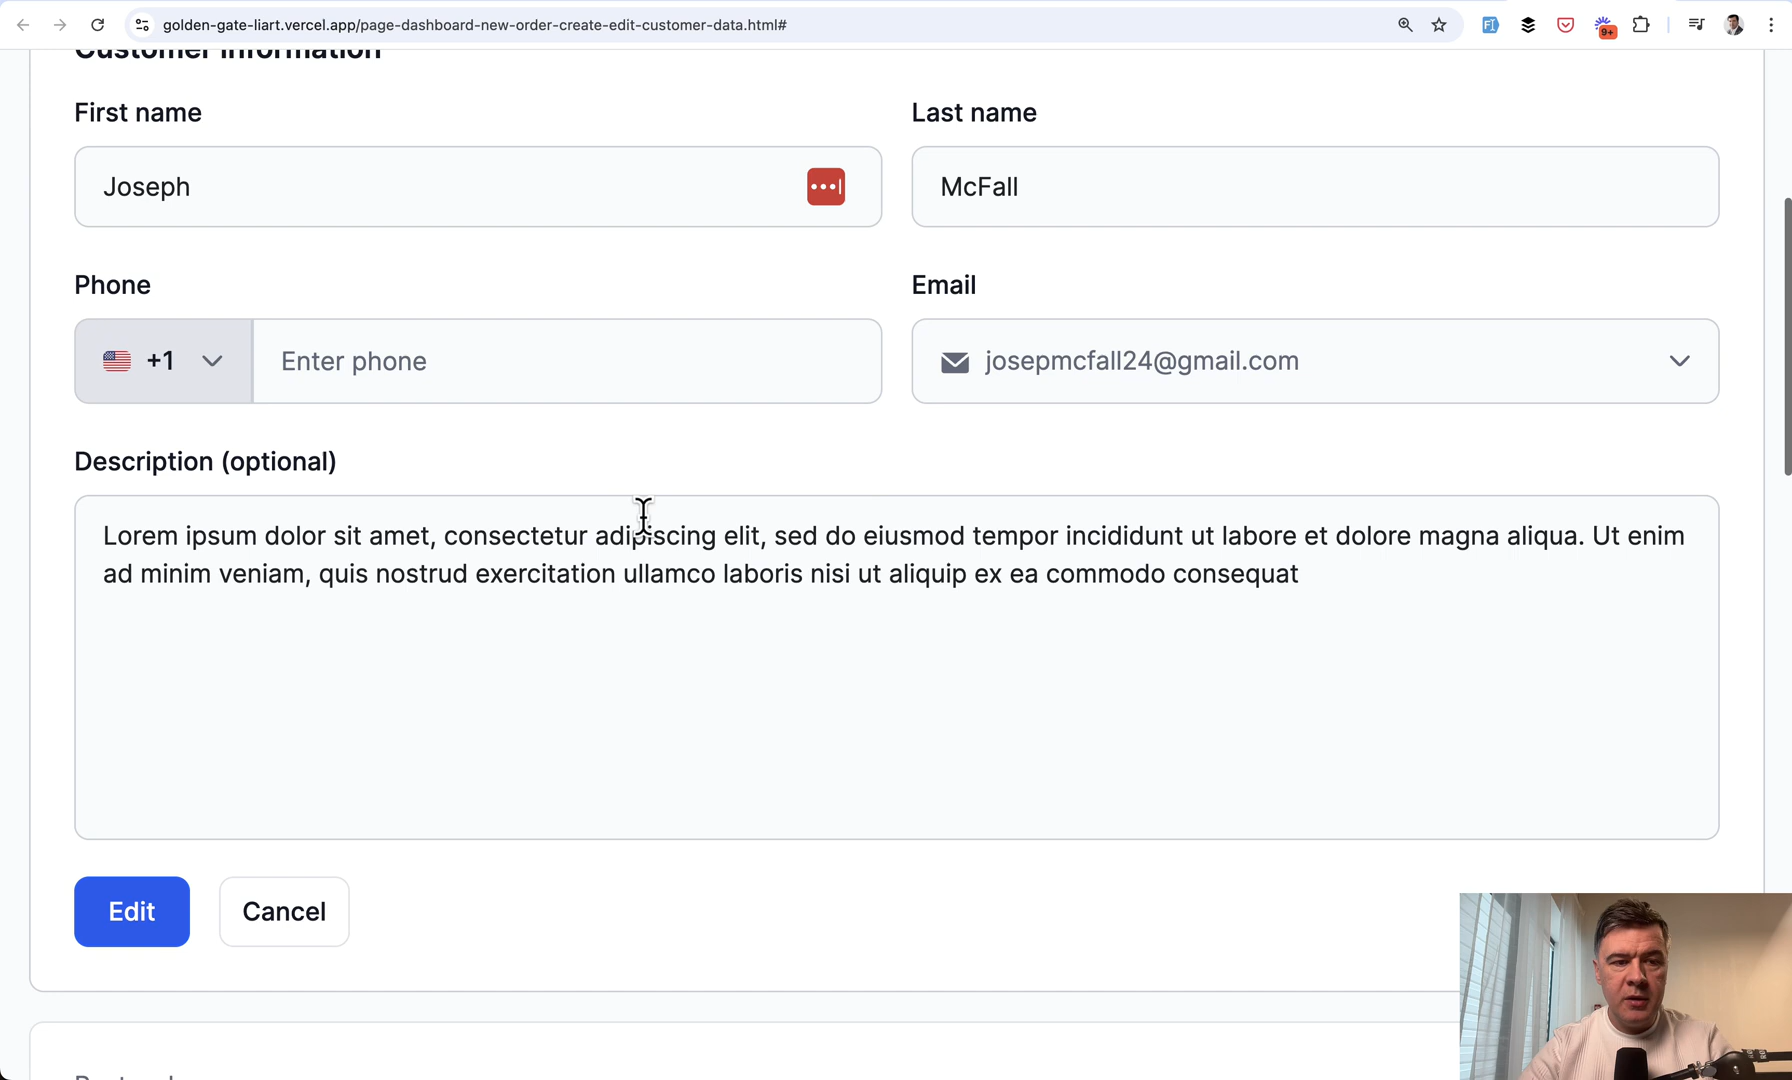 golden-gate-liart.vercel.app/page-dashboard-new-order-create-edit-customer-data.html#
9+
Customer Information
First name
Last name
Joseph
McFall
Phone
Email
+1
Enter phone
josepmcfall24@gmail.com
Description (optional)
Lorem ipsum dolor sit amet, consectetur adipiscing elit, sed do eiusmod tempor incididunt ut labore et dolore magna aliqua. Ut enim
ad minim veniam, quis nostrud exercitation ullamco laboris nisi ut aliquip ex ea commodo consequat
Edit
Cancel